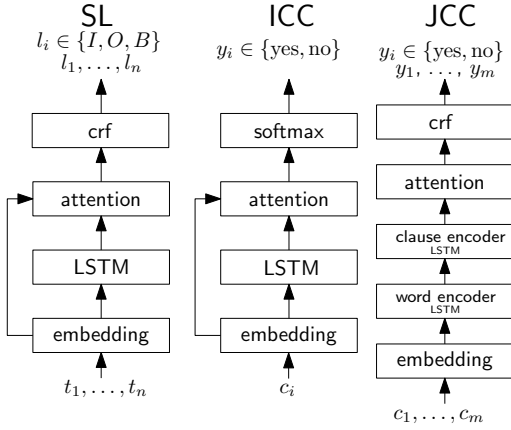 SL
l_i ∈ {I, O, B}
l_1, . . . , l_n
crf
attention
LSTM
embedding
t_1, . . . , t_n
ICC
y_i ∈ {yes, no}
softmax
attention
LSTM
embedding
c_i
JCC
y_i ∈ {yes, no}
y_1, . . . , y_m
crf
attention
clause encoder
LSTM
word encoder
LSTM
embedding
c_1, . . . , c_m